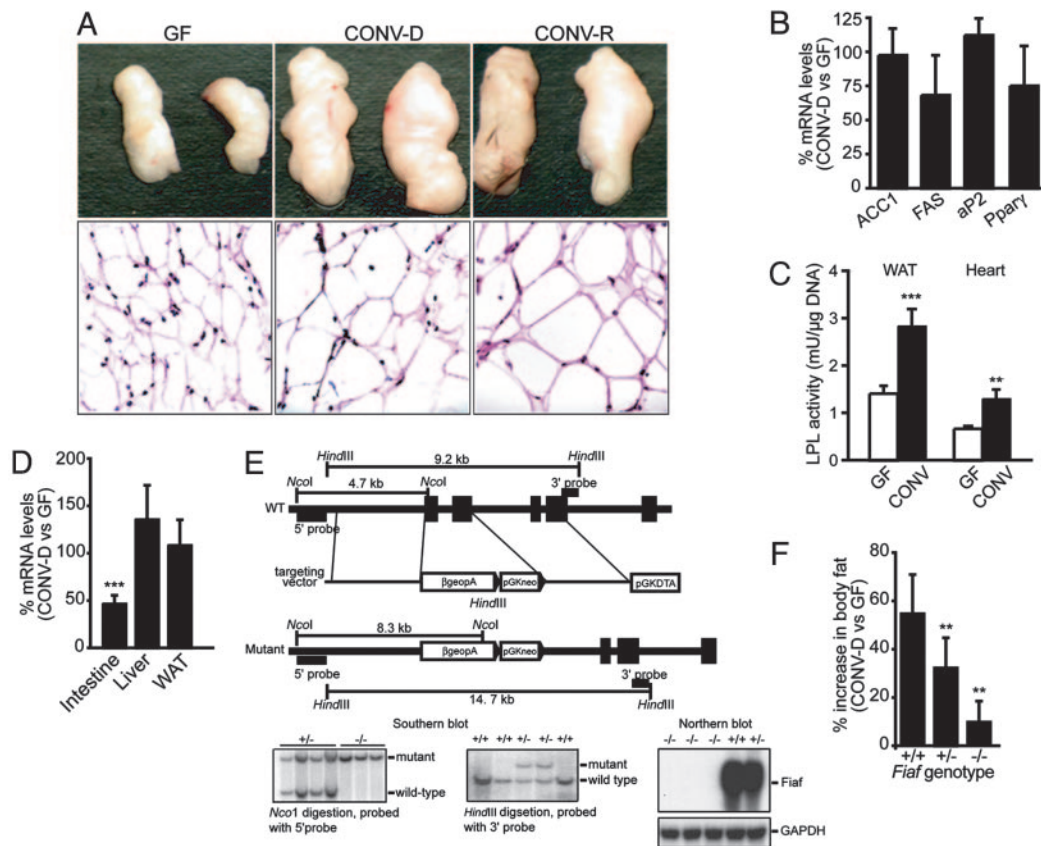 A
GF CONV-D CONV-R
B
% mRNA levels
(CONV-D vs GF)
125
100
75
50
25
0
ACC1 FAS aP2 Pparγ
C
LPL activity (mU/μg DNA)
WAT Heart
4
3
2
1
0
***
**
GF CONV GF CONV
D
% mRNA levels
(CONV-D vs GF)
200
150
100
50
0
***
Intestine Liver WAT
E
HindIII 9.2 kb HindIII
NcoI 4.7 kb NcoI 3' probe
WT
5' probe
targeting
vector
βgeopA pGKneo pGKDTA
HindIII
NcoI 8.3 kb NcoI
Mutant
βgeopA pGKneo
5' probe 3' probe
HindIII 14.7 kb HindIII
Southern blot
+/- -/-
mutant
wild-type
Nco1 digestion, probed
with 5'probe
+/+ +/+ +/- +/- +/+
mutant
wild type
HindIII digsetion, probed
with 3' probe
Northern blot
-/- -/- -/- +/+ +/-
Fiaf
GAPDH
F
% increase in body fat
(CONV-D vs GF)
80
60
40
20
0
**
**
+/+ +/- -/-
Fiaf genotype